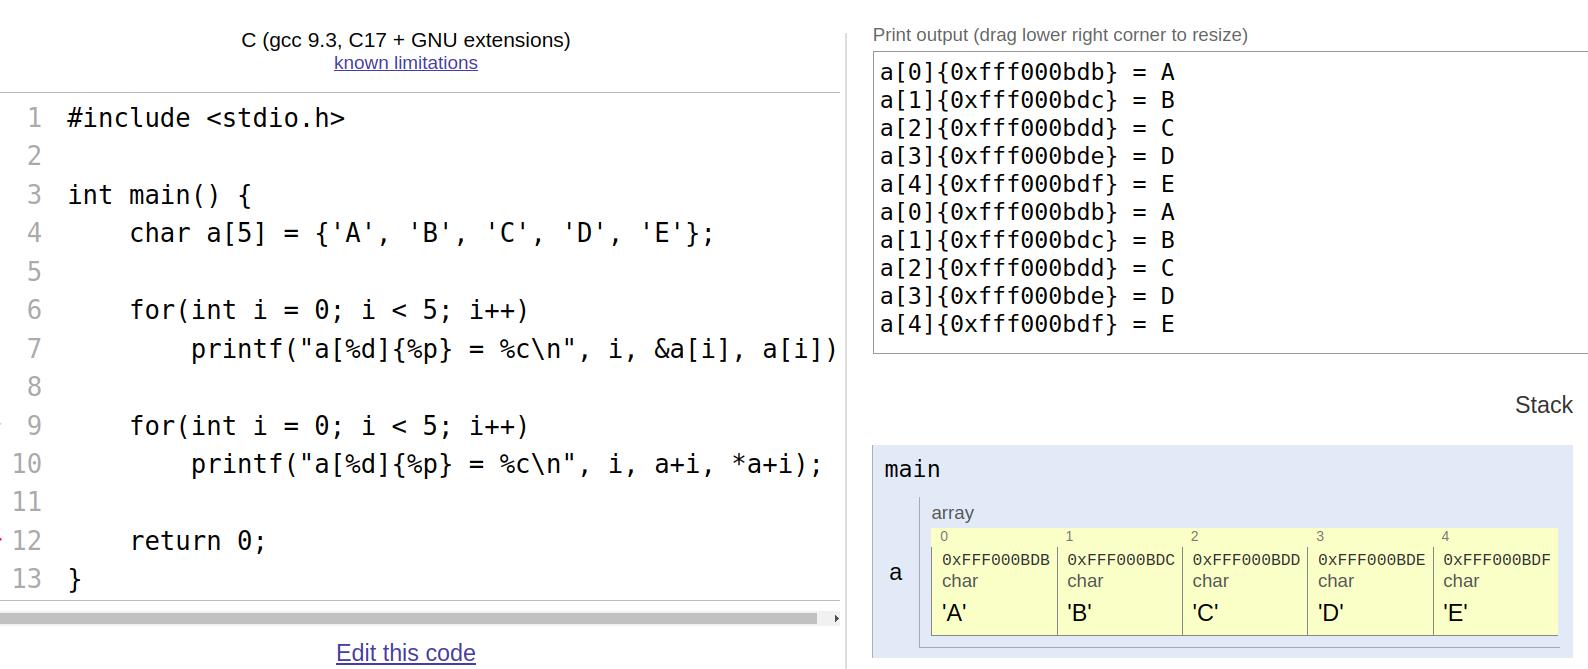 C (gcc 9.3, C17 + GNU extensions)
known limitations
1 #include <stdio.h>
2
3 int main() {
4     char a[5] = {'A', 'B', 'C', 'D', 'E'};
5
6     for(int i = 0; i < 5; i++)
7         printf("a[%d]{%p} = %c\n", i, &a[i], a[i])
8
9     for(int i = 0; i < 5; i++)
10         printf("a[%d]{%p} = %c\n", i, a+i, *a+i);
11
12     return 0;
13 }
Edit this code
Print output (drag lower right corner to resize)
a[0]{0xfff000bdb} = A
a[1]{0xfff000bdc} = B
a[2]{0xfff000bdd} = C
a[3]{0xfff000bde} = D
a[4]{0xfff000bdf} = E
a[0]{0xfff000bdb} = A
a[1]{0xfff000bdc} = B
a[2]{0xfff000bdd} = C
a[3]{0xfff000bde} = D
a[4]{0xfff000bdf} = E
Stack
main
array
0 1 2 3 4
0xFFF000BDB 0xFFF000BDC 0xFFF000BDD 0xFFF000BDE 0xFFF000BDF
a
char char char char char
'A' 'B' 'C' 'D' 'E'